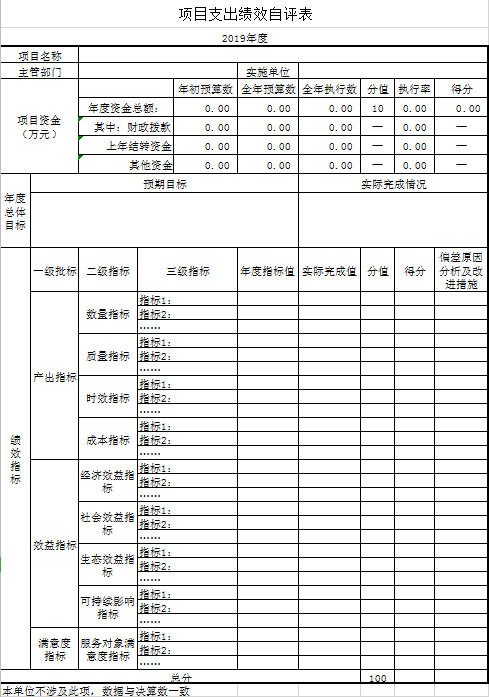 项目支出绩效自评表
2019年度
项目名称
主管部门 实施单位
项目资金（万元） 年初预算数 全年预算数 全年执行数 分值 执行率 得分
年度资金总额： 0.00 0.00 0.00 10 0.00 0.00
其中：财政拨款 0.00 0.00 0.00 — 0.00 —
上年结转资金 0.00 0.00 0.00 — 0.00 —
其他资金 0.00 0.00 0.00 — 0.00 —
年度总体目标 预期目标 实际完成情况
绩效指标 一级批标 二级指标 三级指标 年度指标值 实际完成值 分值 得分 偏差原因分析及改进措施
产出指标 数量指标 指标1：
指标2：
······
质量指标 指标1：
指标2：
······
时效指标 指标1：
指标2：
······
成本指标 指标1：
指标2：
······
效益指标 经济效益指标 指标1：
指标2：
······
社会效益指标 指标1：
指标2：
······
生态效益指标 指标1：
指标2：
······
可持续影响指标 指标1：
指标2：
······
满意度指标 服务对象满意度指标 指标1：
指标2：
······
总分 100
本单位不涉及此项，数据与决算数一致